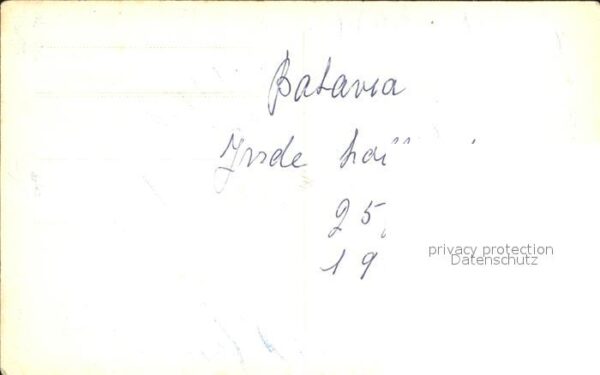 Batavia
25,
19
privacy protection
Datenschutz